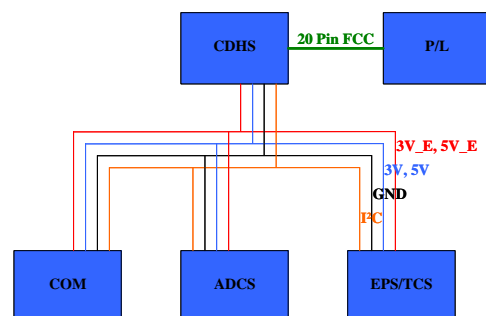 CDHS
20 Pin FCC
P/L
3V_E, 5V_E
3V, 5V
GND
I²C
COM
ADCS
EPS/TCS